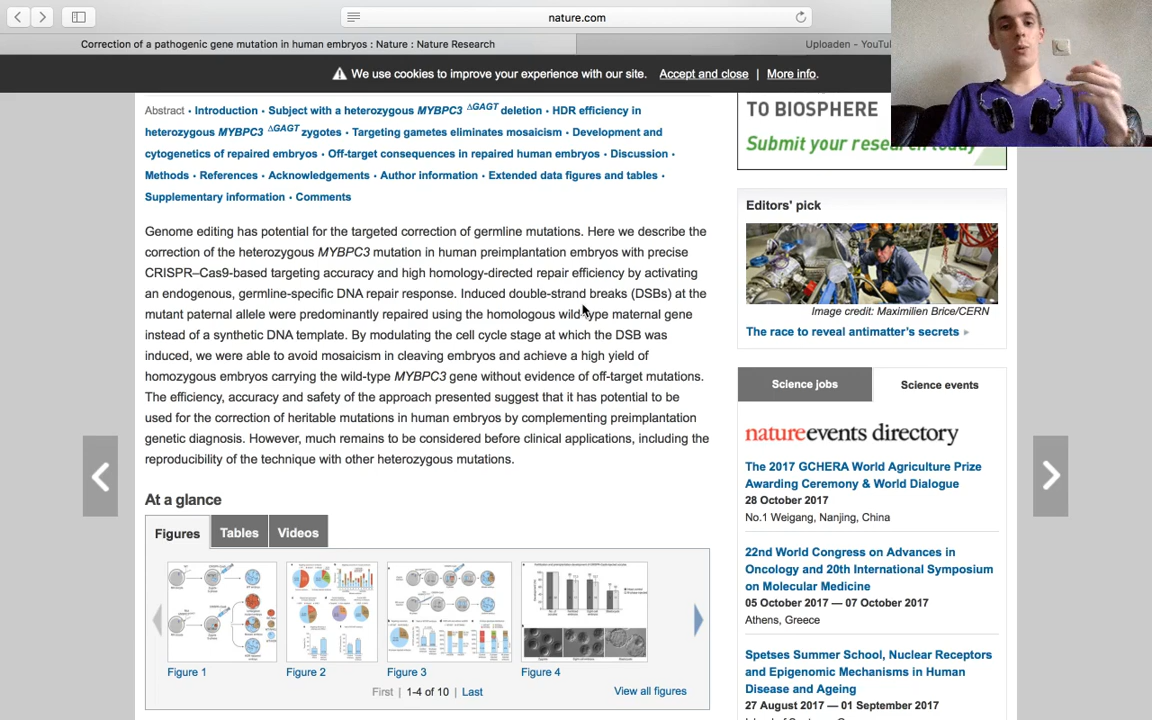 nature.com
Correction of a pathogenic gene mutation in human embryos : Nature : Nature Research
Uploaden - YouTu
We use cookies to improve your experience with our site. Accept and close | More info.
Abstract • Introduction • Subject with a heterozygous MYBPC3 ΔGAGT deletion • HDR efficiency in
heterozygous MYBPC3 ΔGAGT zygotes • Targeting gametes eliminates mosaicism • Development and
cytogenetics of repaired embryos • Off-target consequences in repaired human embryos • Discussion •
Methods • References • Acknowledgements • Author information • Extended data figures and tables •
Supplementary information • Comments
Genome editing has potential for the targeted correction of germline mutations. Here we describe the
correction of the heterozygous MYBPC3 mutation in human preimplantation embryos with precise
CRISPR–Cas9-based targeting accuracy and high homology-directed repair efficiency by activating
an endogenous, germline-specific DNA repair response. Induced double-strand breaks (DSBs) at the
mutant paternal allele were predominantly repaired using the homologous wild-type maternal gene
instead of a synthetic DNA template. By modulating the cell cycle stage at which the DSB was
induced, we were able to avoid mosaicism in cleaving embryos and achieve a high yield of
homozygous embryos carrying the wild-type MYBPC3 gene without evidence of off-target mutations.
The efficiency, accuracy and safety of the approach presented suggest that it has potential to be
used for the correction of heritable mutations in human embryos by complementing preimplantation
genetic diagnosis. However, much remains to be considered before clinical applications, including the
reproducibility of the technique with other heterozygous mutations.
At a glance
Figures
Tables
Videos
Figure 1
Figure 2
Figure 3
Figure 4
First | 1-4 of 10 | Last
View all figures
TO BIOSPHERE
Submit your research today
Editors' pick
Image credit: Maximilien Brice/CERN
The race to reveal antimatter's secrets
Science jobs
Science events
natureevents directory
The 2017 GCHERA World Agriculture Prize
Awarding Ceremony & World Dialogue
28 October 2017
No.1 Weigang, Nanjing, China
22nd World Congress on Advances in
Oncology and 20th International Symposium
on Molecular Medicine
05 October 2017 — 07 October 2017
Athens, Greece
Spetses Summer School, Nuclear Receptors
and Epigenomic Mechanisms in Human
Disease and Ageing
27 August 2017 — 01 September 2017